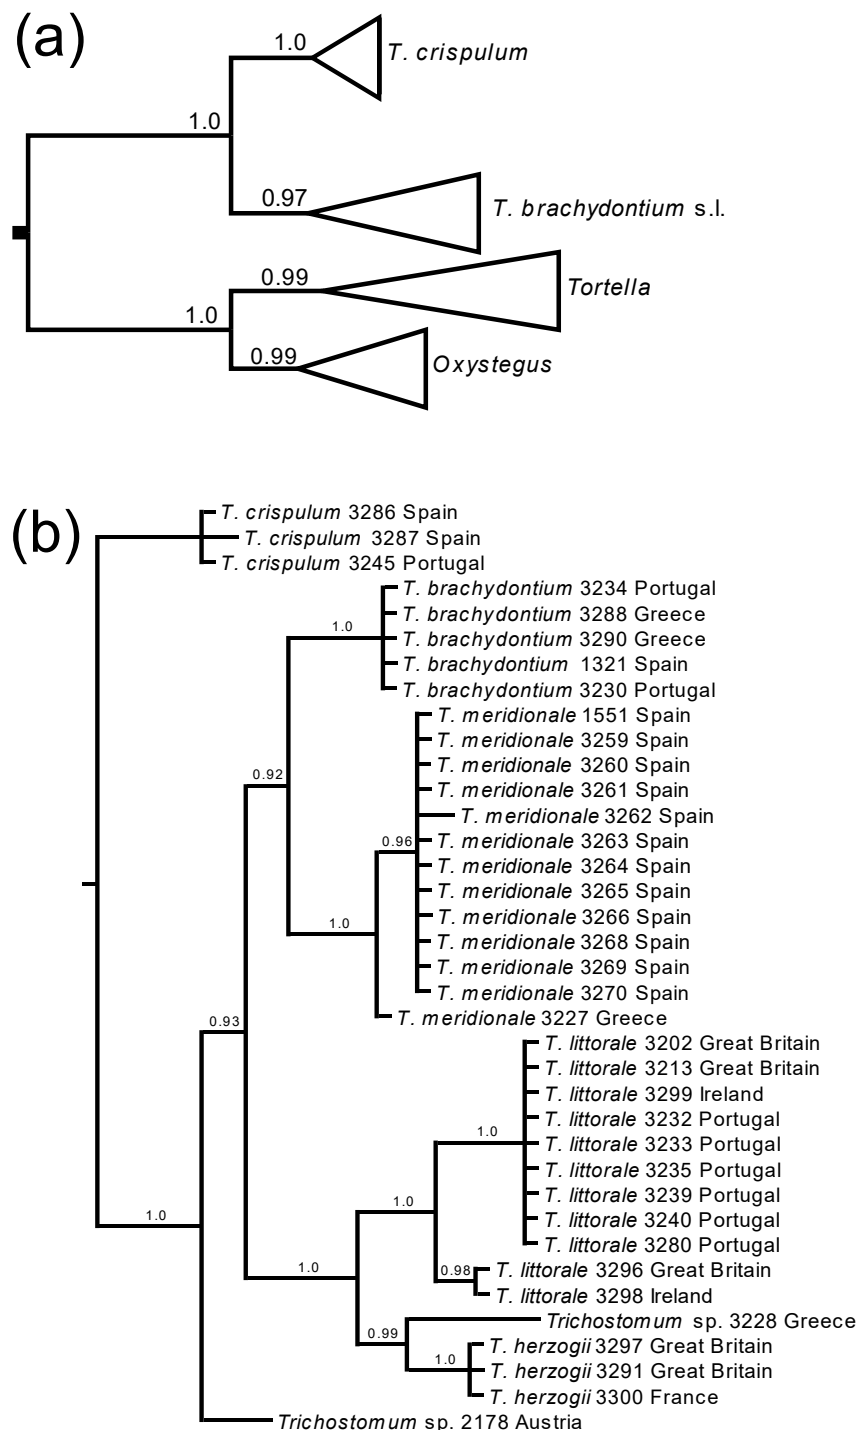 (a)
1.0
T. crispulum
1.0
0.97
T. brachydontium s.l.
0.99
Tortella
1.0
0.99
Oxystegus
(b)
T. crispulum 3286 Spain
T. crispulum 3287 Spain
T. crispulum 3245 Portugal
T. brachydontium 3234 Portugal
T. brachydontium 3288 Greece
1.0
T. brachydontium 3290 Greece
T. brachydontium 1321 Spain
T. brachydontium 3230 Portugal
T. meridionale 1551 Spain
T. meridionale 3259 Spain
T. meridionale 3260 Spain
0.92
T. meridionale 3261 Spain
T. meridionale 3262 Spain
0.96
T. meridionale 3263 Spain
T. meridionale 3264 Spain
T. meridionale 3265 Spain
1.0
T. meridionale 3266 Spain
T. meridionale 3268 Spain
T. meridionale 3269 Spain
T. meridionale 3270 Spain
0.93
T. meridionale 3227 Greece
T. littorale 3202 Great Britain
T. littorale 3213 Great Britain
T. littorale 3299 Ireland
T. littorale 3232 Portugal
1.0
T. littorale 3233 Portugal
T. littorale 3235 Portugal
1.0
T. littorale 3239 Portugal
1.0
T. littorale 3240 Portugal
T. littorale 3280 Portugal
1.0
0.98
T. littorale 3296 Great Britain
T. littorale 3298 Ireland
Trichostomum sp. 3228 Greece
0.99
T. herzogii 3297 Great Britain
1.0
T. herzogii 3291 Great Britain
T. herzogii 3300 France
Trichostomum sp. 2178 Austria